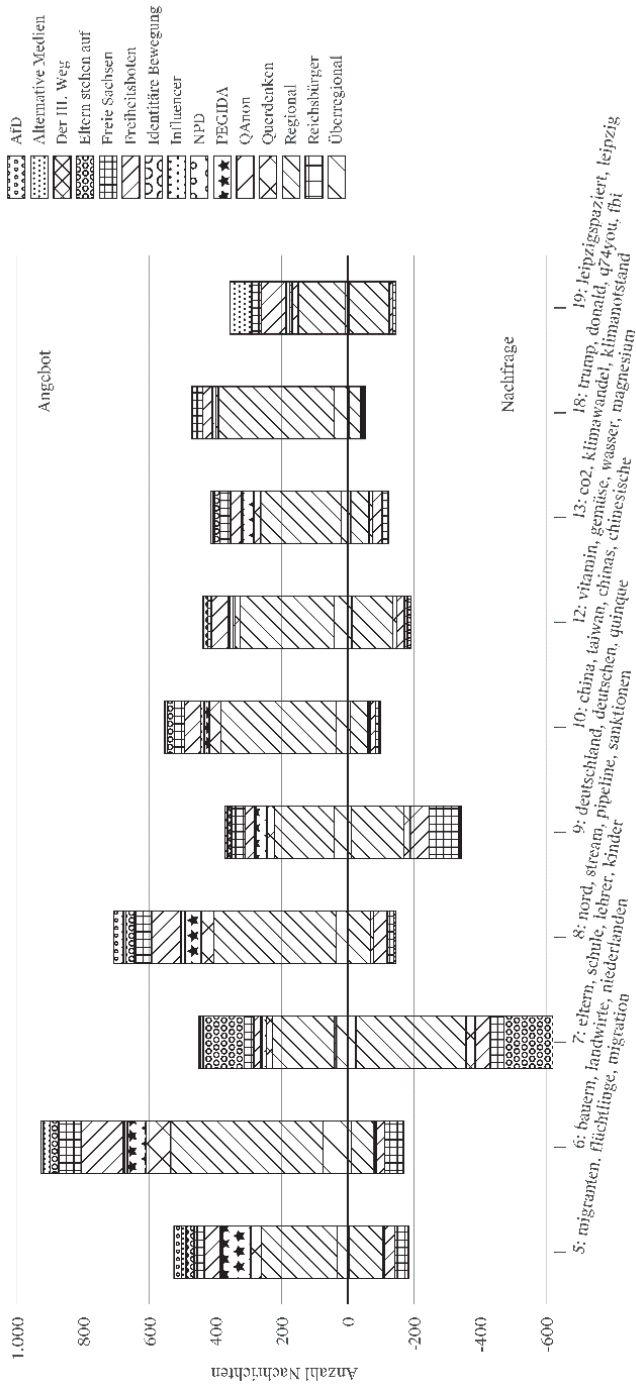 AfD
Alternative Medien
Der III. Weg
Eltern stehen auf
Freie Sachsen
Freiheitsboten
Identitäre Bewegung
Influencer
NPD
PEGIDA
QAnon
Querdenken
Regional
Reichsbürger
Überregional
Angebot
Nachfrage
Anzahl Nachrichten
1.000
800
600
400
200
0
-200
-400
-600
5: migranten, flüchtlinge, migration
6: bauern, landwirte, niederlanden
7: eltern, schule, lehrer, kinder
8: nord, stream, pipeline, sanktionen
9: deutschland, deutschen, quinque
10: china, taiwan, chinas, chinesische
12: vitamin, gemüse, wasser, magnesium
13: co2, klimawandel, klimanotstand
18: trump, donald, q74you, fbi
19: leipzigspaziert, leipzig